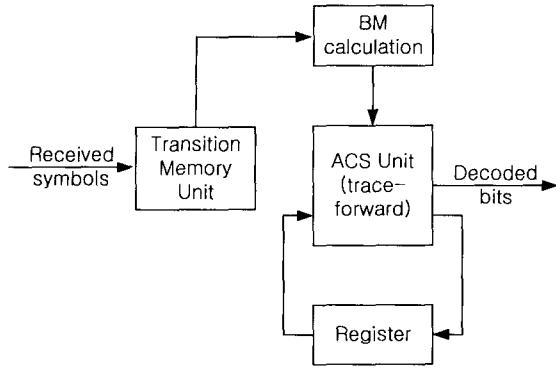 BM
calculation
Received
symbols
Transition
Memory
Unit
ACS Unit
(trace-
forward)
Decoded
bits
Register